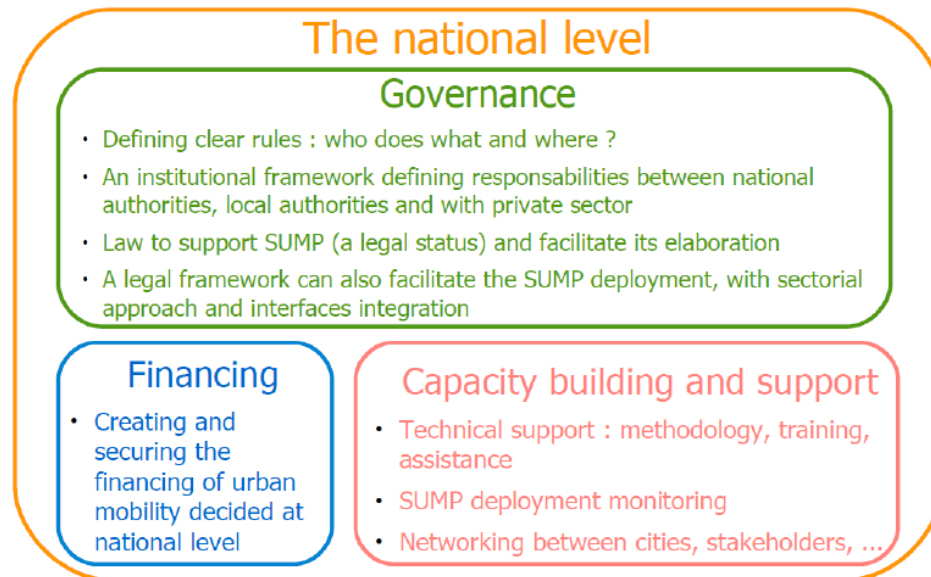 The national level
Governance
• Defining clear rules : who does what and where ?
• An institutional framework defining responsabilities between national
authorities, local authorities and with private sector
• Law to support SUMP (a legal status) and facilitate its elaboration
• A legal framework can also facilitate the SUMP deployment, with sectorial
approach and interfaces integration
Financing
• Creating and
securing the
financing of urban
mobility decided at
national level
Capacity building and support
• Technical support : methodology, training,
assistance
• SUMP deployment monitoring
• Networking between cities, stakeholders, ...